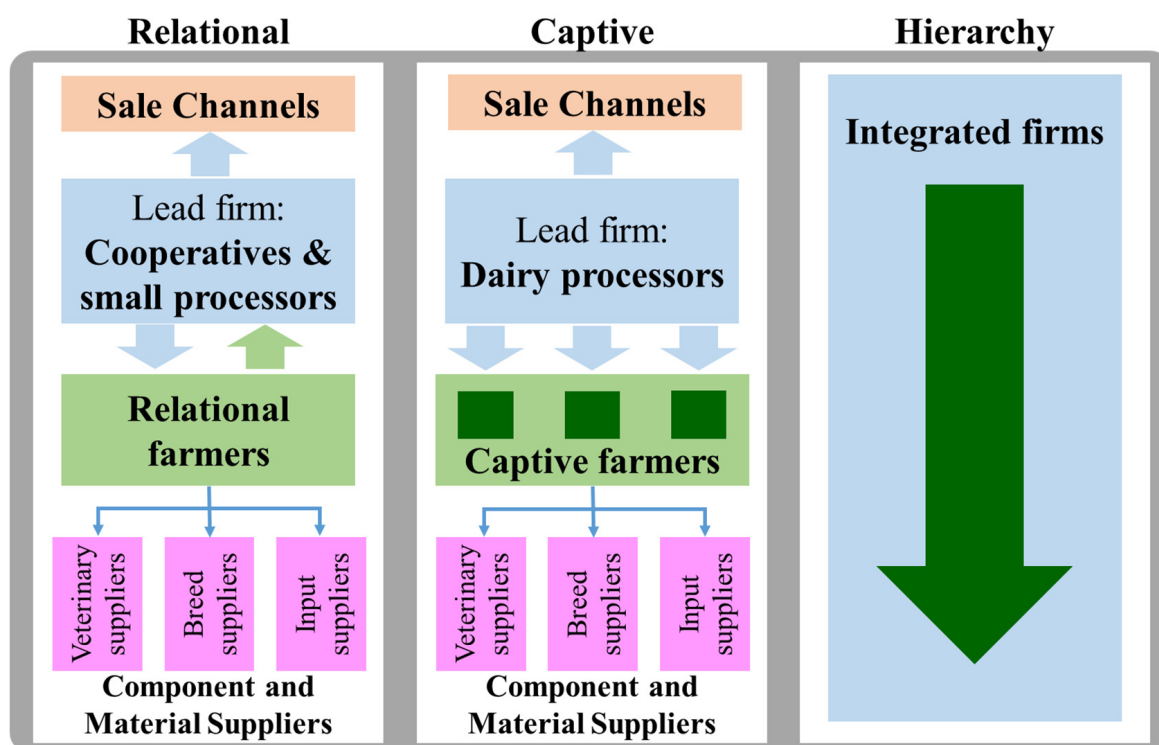 Relational
Sale Channels
Lead firm:
Cooperatives &
small processors
Relational
farmers
Veterinary
suppliers
Breed
suppliers
Input
suppliers
Component and
Material Suppliers
Captive
Sale Channels
Lead firm:
Dairy processors
Captive farmers
Veterinary
suppliers
Breed
suppliers
Input
suppliers
Component and
Material Suppliers
Hierarchy
Integrated firms